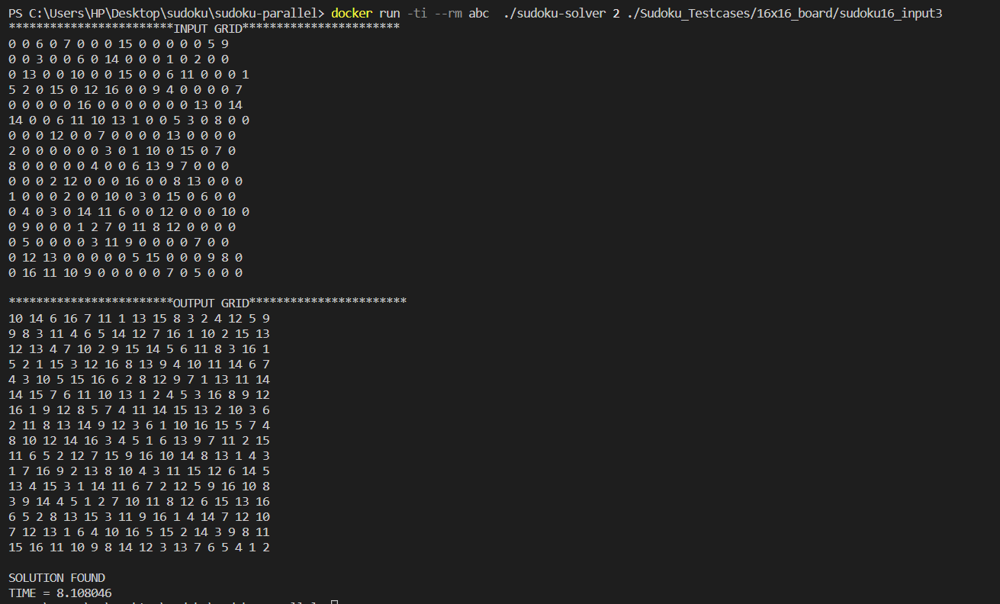 PS C:\Users\HP\Desktop\sudoku\sudoku-parallel> docker run -ti --rm abc  ./sudoku-solver 2 ./Sudoku_Testcases/16x16_board/sudoku16_input3
************************INPUT GRID***********************
0 0 6 0 7 0 0 0 15 0 0 0 0 0 5 9
0 0 3 0 0 6 0 14 0 0 0 1 0 2 0 0
0 13 0 0 10 0 0 15 0 0 6 11 0 0 0 1
5 2 0 15 0 12 16 0 0 9 4 0 0 0 0 7
0 0 0 0 0 16 0 0 0 0 0 0 0 13 0 14
14 0 0 6 11 10 13 1 0 0 5 3 0 8 0 0
0 0 0 12 0 0 7 0 0 0 0 13 0 0 0 0
2 0 0 0 0 0 0 3 0 1 10 0 15 0 7 0
8 0 0 0 0 0 4 0 0 6 13 9 7 0 0 0
0 0 0 2 12 0 0 0 16 0 0 8 13 0 0 0
1 0 0 0 2 0 0 10 0 3 0 15 0 6 0 0
0 4 0 3 0 14 11 6 0 0 12 0 0 0 10 0
0 9 0 0 0 1 2 7 0 11 8 12 0 0 0 0
0 5 0 0 0 0 3 11 9 0 0 0 0 7 0 0
0 12 13 0 0 0 0 0 5 15 0 0 0 9 8 0
0 16 11 10 9 0 0 0 0 0 7 0 5 0 0 0
************************OUTPUT GRID***********************
10 14 6 16 7 11 1 13 15 8 3 2 4 12 5 9
9 8 3 11 4 6 5 14 12 7 16 1 10 2 15 13
12 13 4 7 10 2 9 15 14 5 6 11 8 3 16 1
5 2 1 15 3 12 16 8 13 9 4 10 11 14 6 7
4 3 10 5 15 16 6 2 8 12 9 7 1 13 11 14
14 15 7 6 11 10 13 1 2 4 5 3 16 8 9 12
16 1 9 12 8 5 7 4 11 14 15 13 2 10 3 6
2 11 8 13 14 9 12 3 6 1 10 16 15 5 7 4
8 10 12 14 16 3 4 5 1 6 13 9 7 11 2 15
11 6 5 2 12 7 15 9 16 10 14 8 13 1 4 3
1 7 16 9 2 13 8 10 4 3 11 15 12 6 14 5
13 4 15 3 1 14 11 6 7 2 12 5 9 16 10 8
3 9 14 4 5 1 2 7 10 11 8 12 6 15 13 16
6 5 2 8 13 15 3 11 9 16 1 4 14 7 12 10
7 12 13 1 6 4 10 16 5 15 2 14 3 9 8 11
15 16 11 10 9 8 14 12 3 13 7 6 5 4 1 2
SOLUTION FOUND
TIME = 8.108046